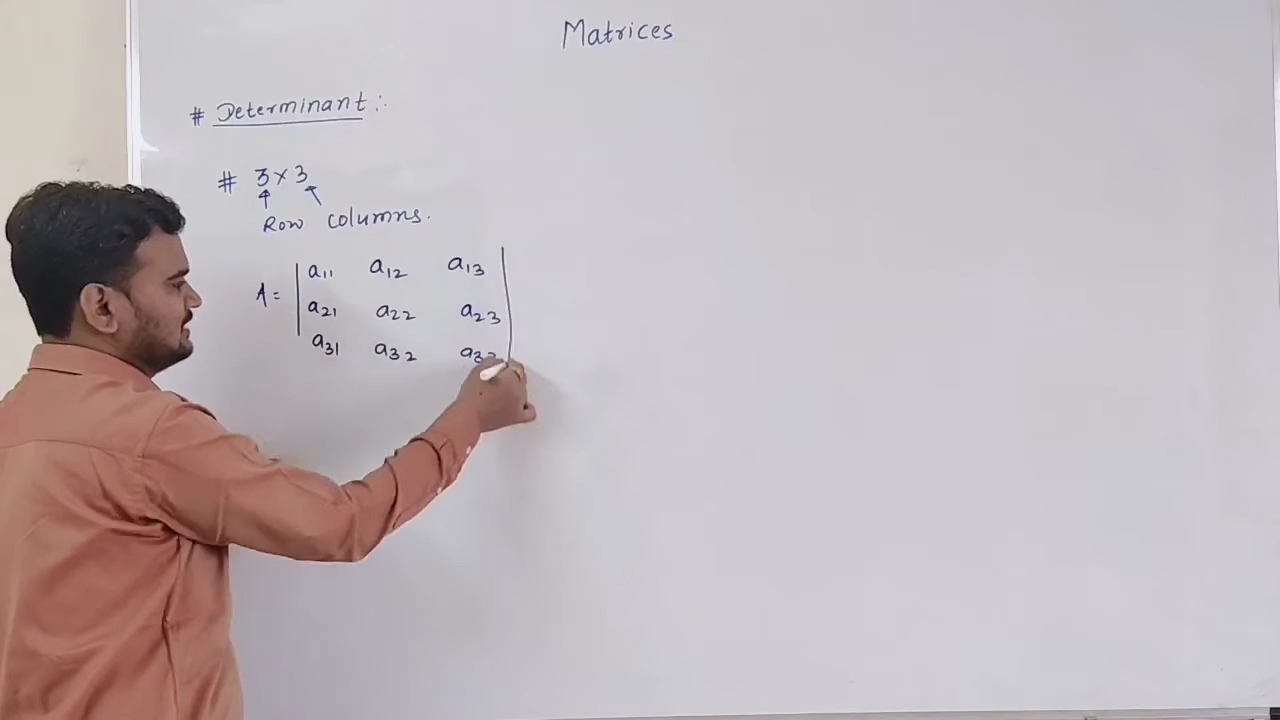 Matrices
# Determinant :-
# 3 × 3
Row columns.
A = | a11 a12 a13 |
a21 a22 a23
a31 a32